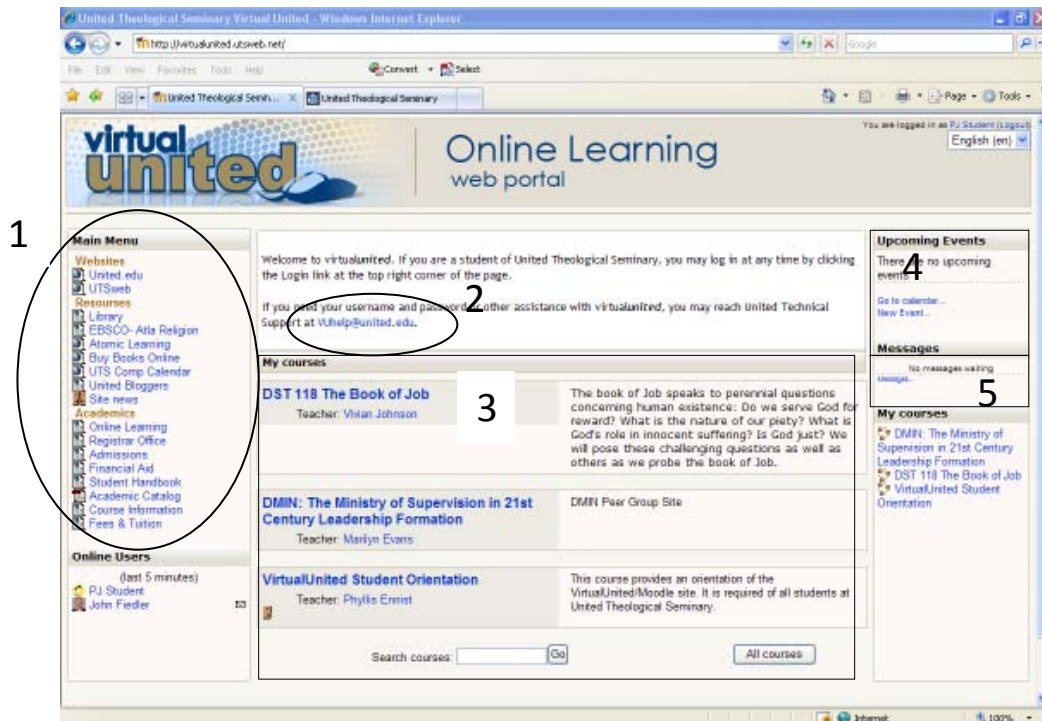 United Theological Seminary Virtual United - Windows Internet Explorer
http://virtualunited.utsweb.net/
Google
File Edit View Favorites Tools Help
Convert Select
United Theological Semin... X
United Theological Seminary
Page Tools
You are logged in as PJ Student (Logout)
English (en)
virtual
united
Online Learning
web portal
1
Main Menu
Websites
United.edu
UTSweb
Resourses
Library
EBSCO- Atla Religion
Atomic Learning
Buy Books Online
UTS Comp Calendar
United Bloggers
Site news
Academics
Online Learning
Registrar Office
Admissions
Financial Aid
Student Handbook
Academic Catalog
Course Information
Fees & Tuition
Online Users
(last 5 minutes)
PJ Student
John Fiedler
Welcome to virtualunited. If you are a student of United Theological Seminary, you may log in at any time by clicking
the Login link at the top right corner of the page.
2
If you need your username and password or other assistance with virtualunited, you may reach United Technical
Support at VUhelp@united.edu.
My courses
3
DST 118 The Book of Job
Teacher: Vivian Johnson
The book of Job speaks to perennial questions
concerning human existence: Do we serve God for
reward? What is the nature of our piety? What is
God's role in innocent suffering? Is God just? We
will pose these challenging questions as well as
others as we probe the book of Job.
DMIN: The Ministry of Supervision in 21st
Century Leadership Formation
Teacher: Marilyn Evans
DMIN Peer Group Site
VirtualUnited Student Orientation
Teacher: Phyllis Ennist
This course provides an orientation of the
VirtualUnited/Moodle site. It is required of all students at
United Theological Seminary.
Search courses:
Go
All courses
Upcoming Events
4
There are no upcoming
events
Go to calendar...
New Event...
Messages
No messages waiting
Messages...
5
My courses
DMIN: The Ministry of
Supervision in 21st Century
Leadership Formation
DST 118 The Book of Job
VirtualUnited Student
Orientation
Internet
100%